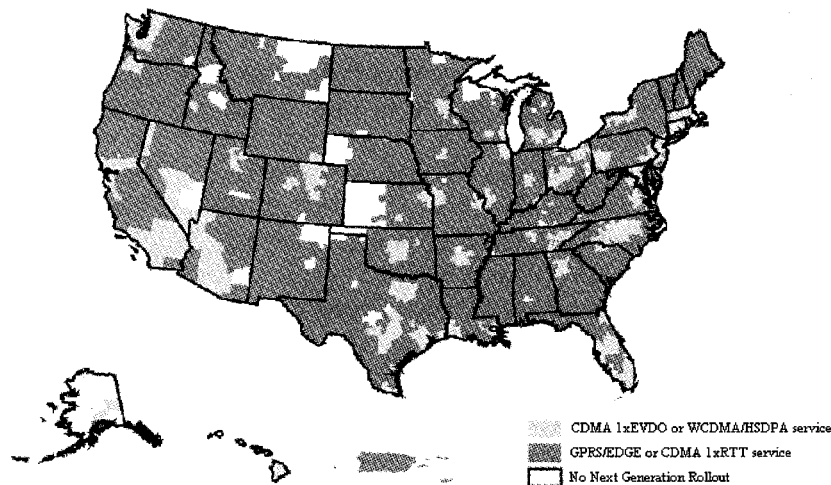 CDMA 1xEVDO or WCDMA/HSDPA service
GPRS/EDGE or CDMA 1xRTT service
No Next Generation Rollout